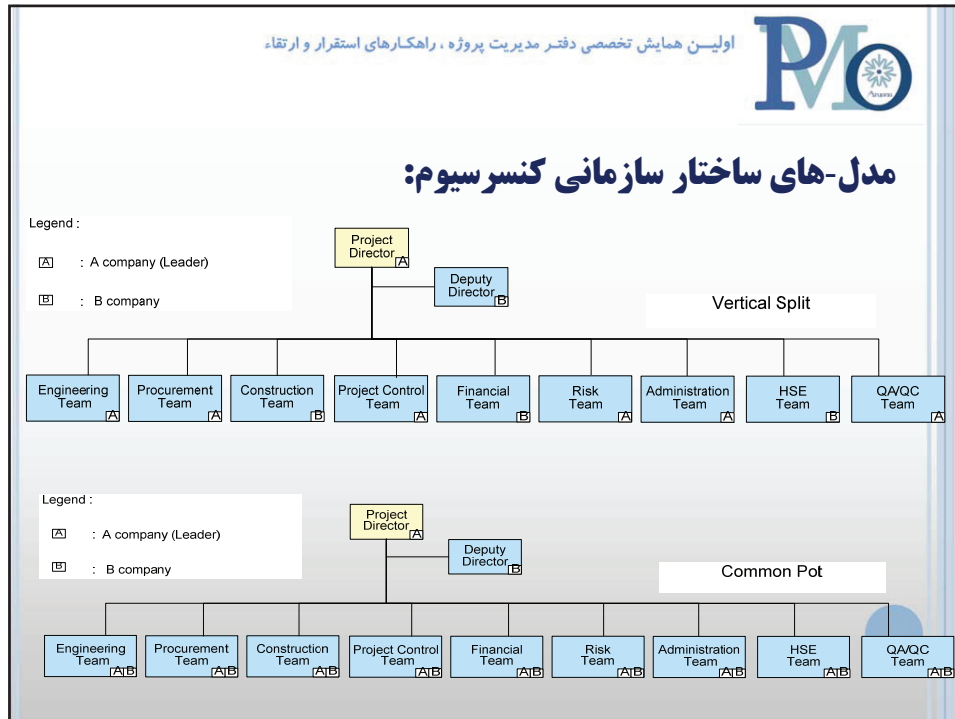 اولیـــن همایش تخصصی دفتـر مدیریت پروژه ، راهکـارهای استقرار و ارتقاء
PMO
مدل-های ساختار سازمانی کنسرسیوم:
Legend :
A : A company (Leader)
B : B company
Project
Director
A
Deputy
Director
B
Vertical Split
Engineering
Team
A
Procurement
Team
A
Construction
Team
B
Project Control
Team
A
Financial
Team
B
Risk
Team
A
Administration
Team
A
HSE
Team
B
QA/QC
Team
A
Legend :
A : A company (Leader)
B : B company
Project
Director
A
Deputy
Director
B
Common Pot
Engineering
Team
A B
Procurement
Team
A B
Construction
Team
A B
Project Control
Team
A B
Financial
Team
A B
Risk
Team
A B
Administration
Team
A B
HSE
Team
A B
QA/QC
Team
A B